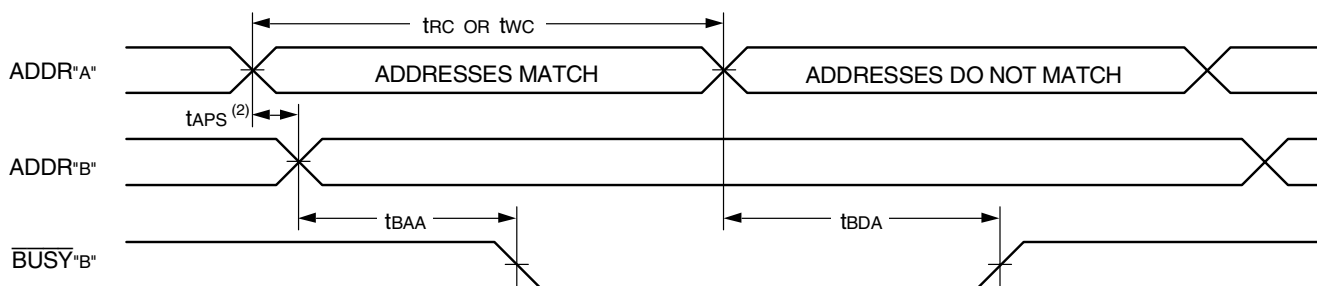 tRC OR tWC
ADDR"A"
ADDRESSES MATCH
ADDRESSES DO NOT MATCH
tAPS (2)
ADDR"B"
tBAA
tBDA
BUSY"B"